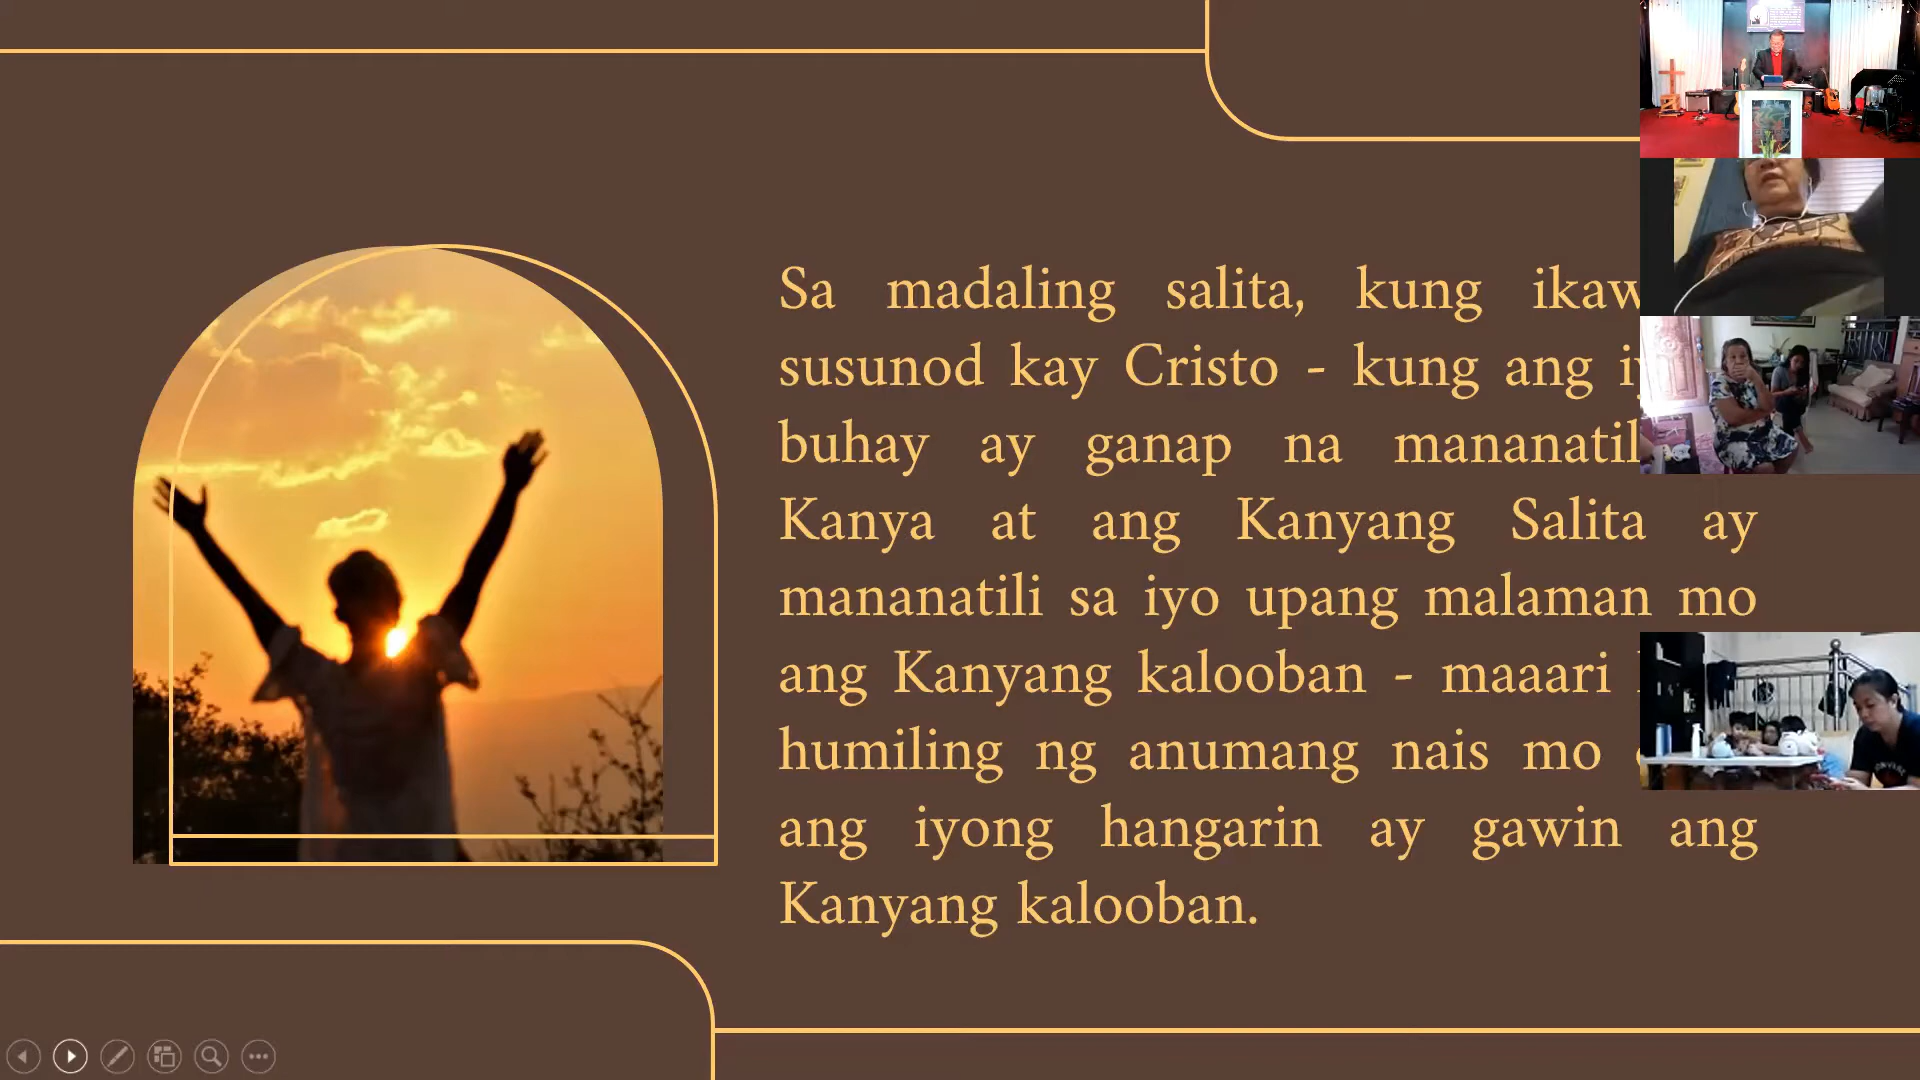 Sa madaling salita, kung ikaw
susunod kay Cristo - kung ang
buhay ay ganap na
Kanya at ang Kanyang Salita ay
mananatili sa iyo upang malaman mo
ang Kanyang kalooban - maaari
humiling ng anumang nais mo
ang iyong hangarin ay gawin ang
Kanyang kalooban.